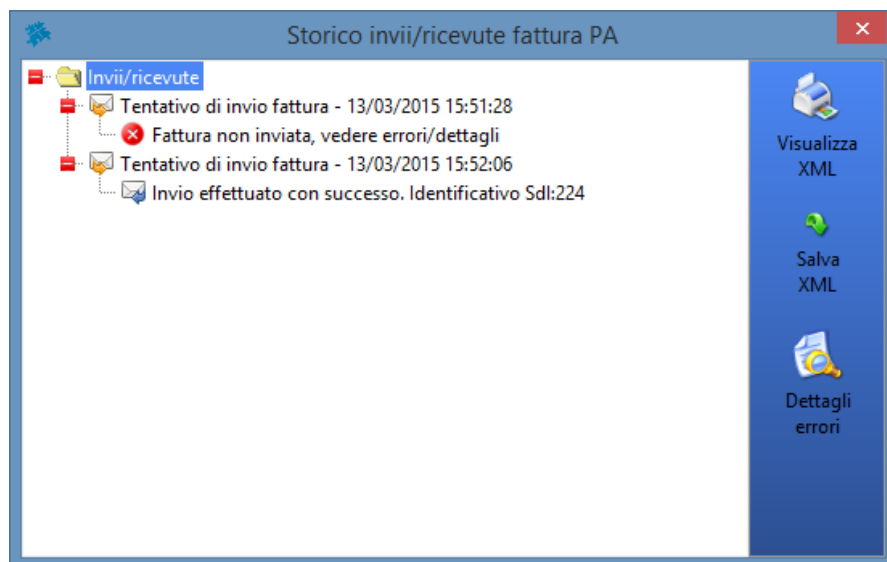 Storico invii/ricevute fattura PA
Invii/ricevute
Tentativo di invio fattura - 13/03/2015 15:51:28
Fattura non inviata, vedere errori/dettagli
Tentativo di invio fattura - 13/03/2015 15:52:06
Invio effettuato con successo. Identificativo SdI:224
Visualizza
XML
Salva
XML
Dettagli
errori